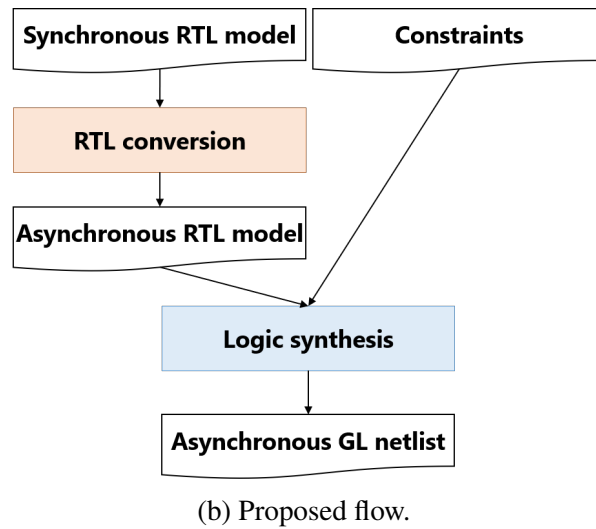 Synchronous RTL model
Constraints
RTL conversion
Asynchronous RTL model
Logic synthesis
Asynchronous GL netlist
(b) Proposed flow.